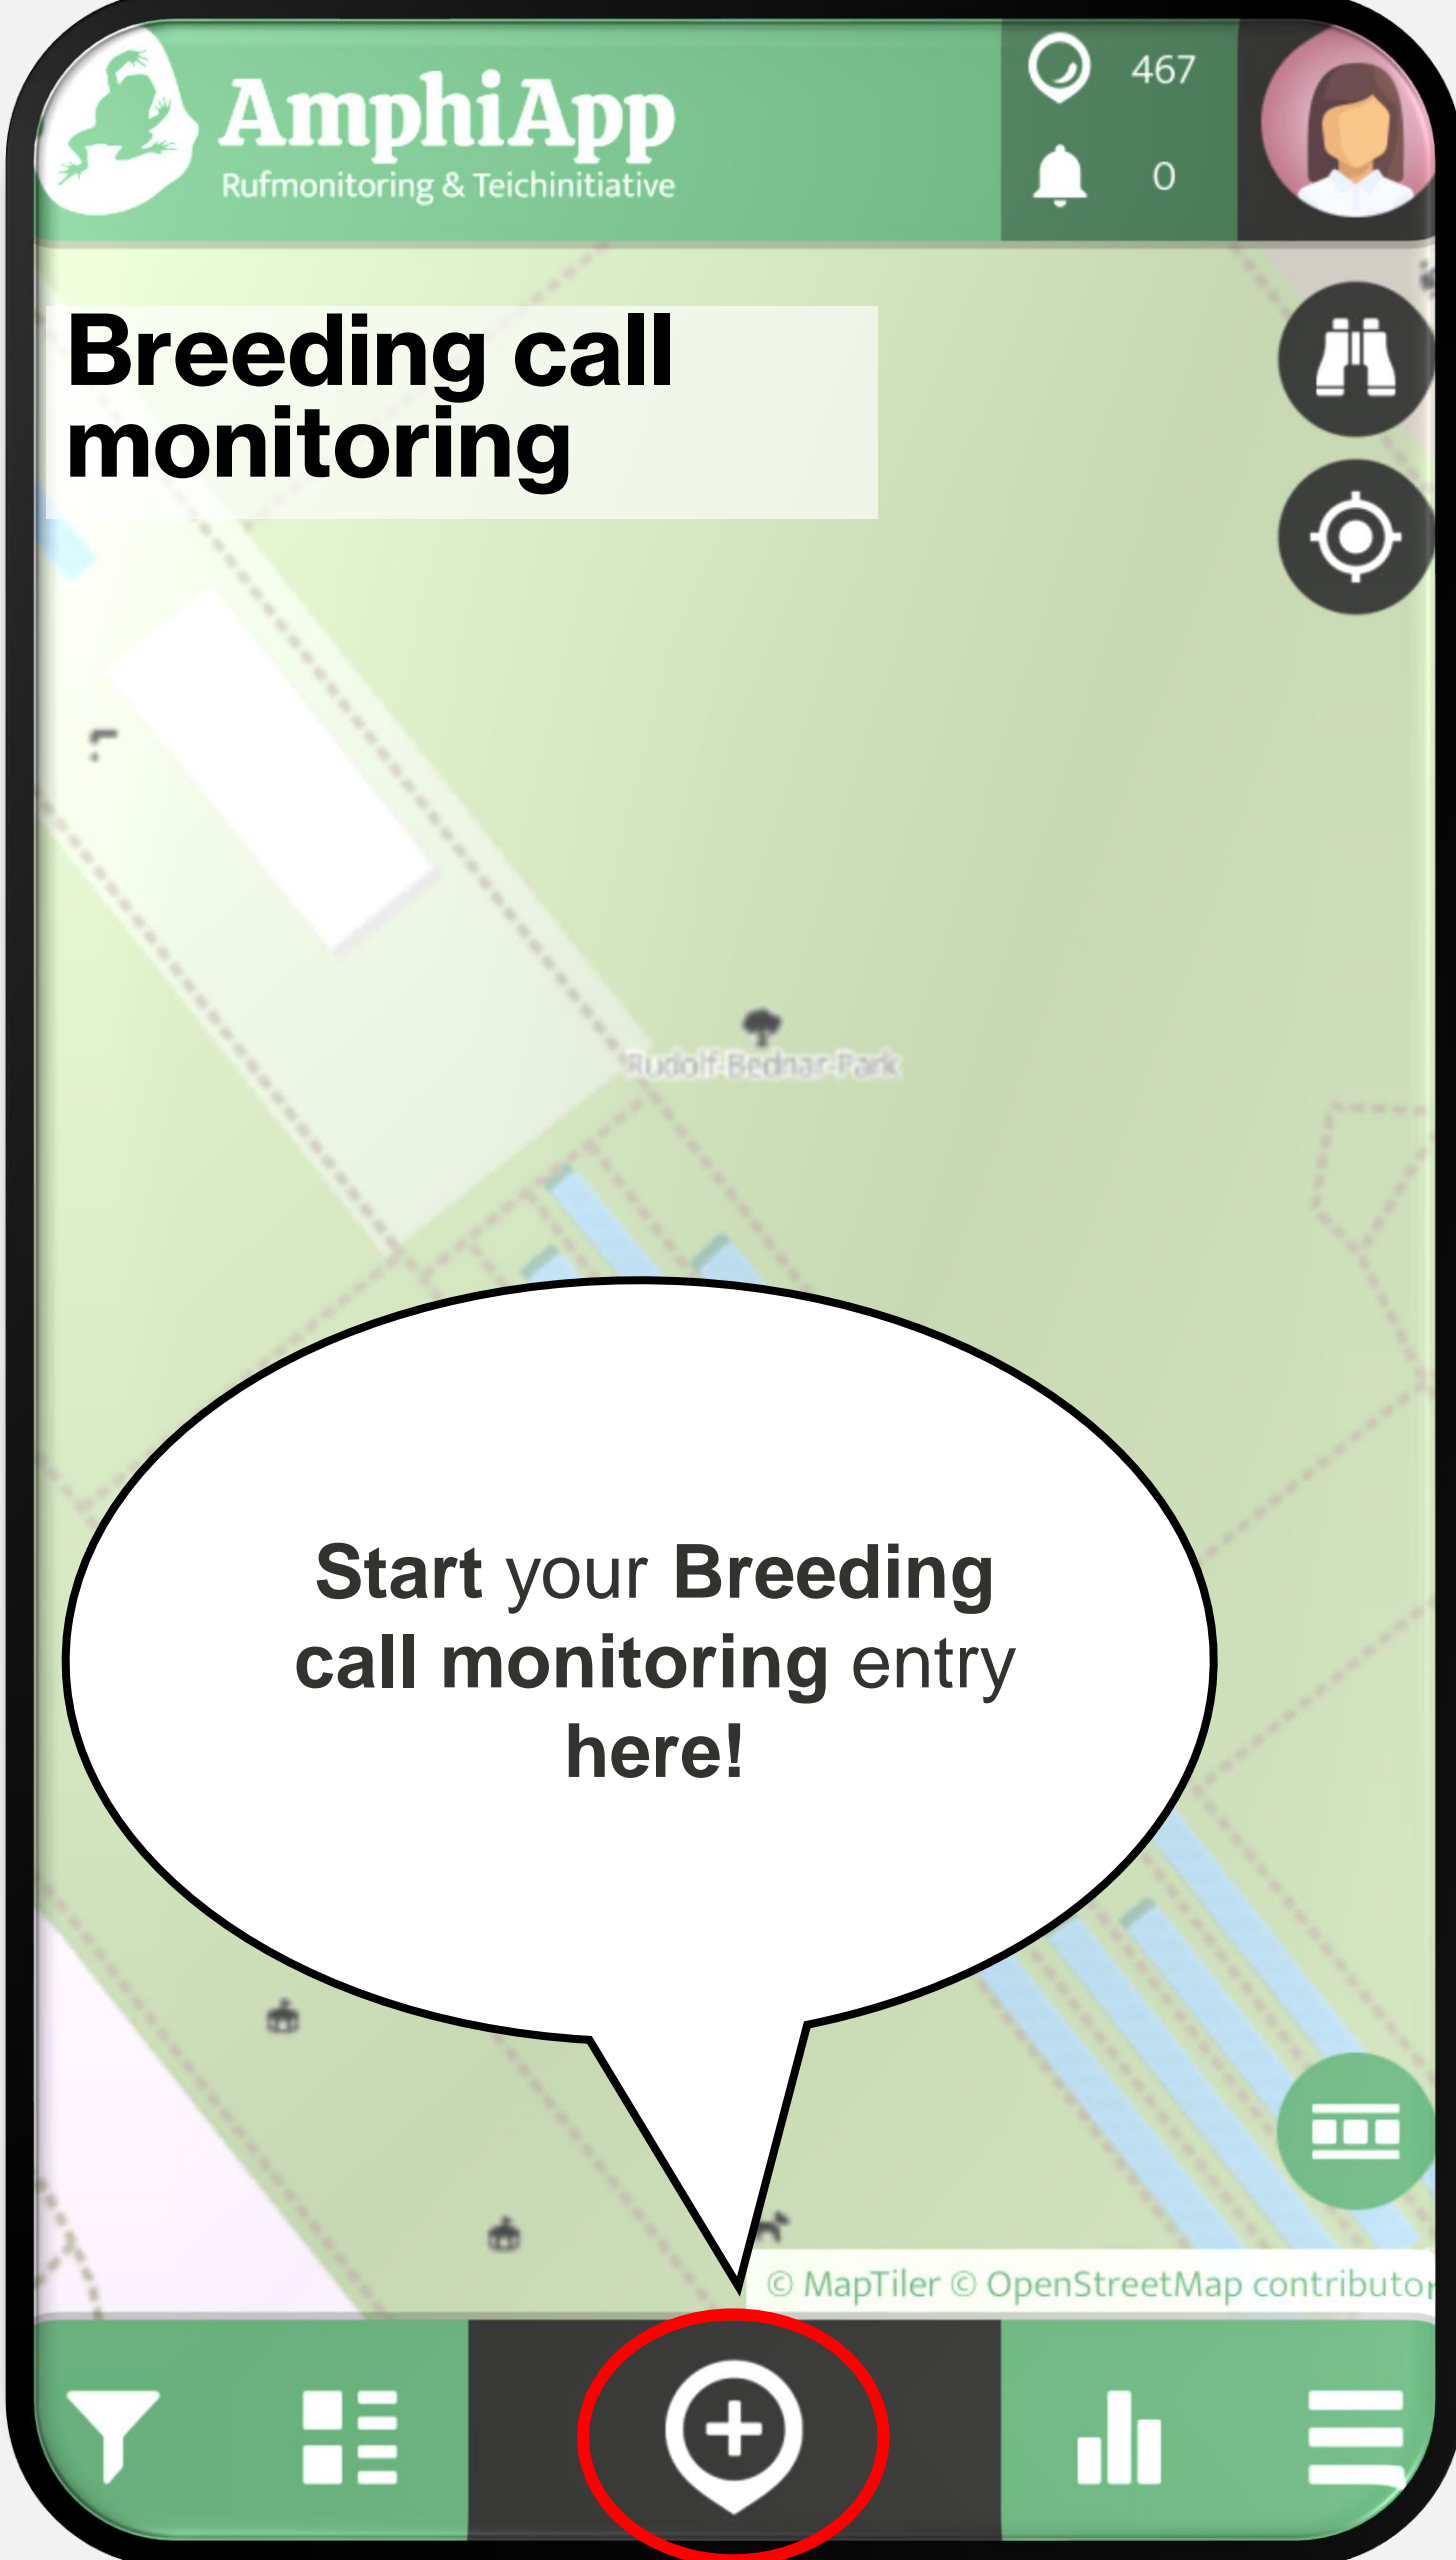 AmphiApp
Rufmonitoring & Teichinitiative
467
0
Breeding call
monitoring
Rudolf-Bednar-Park
Start your Breeding
call monitoring entry
here!
© MapTiler © OpenStreetMap contributor